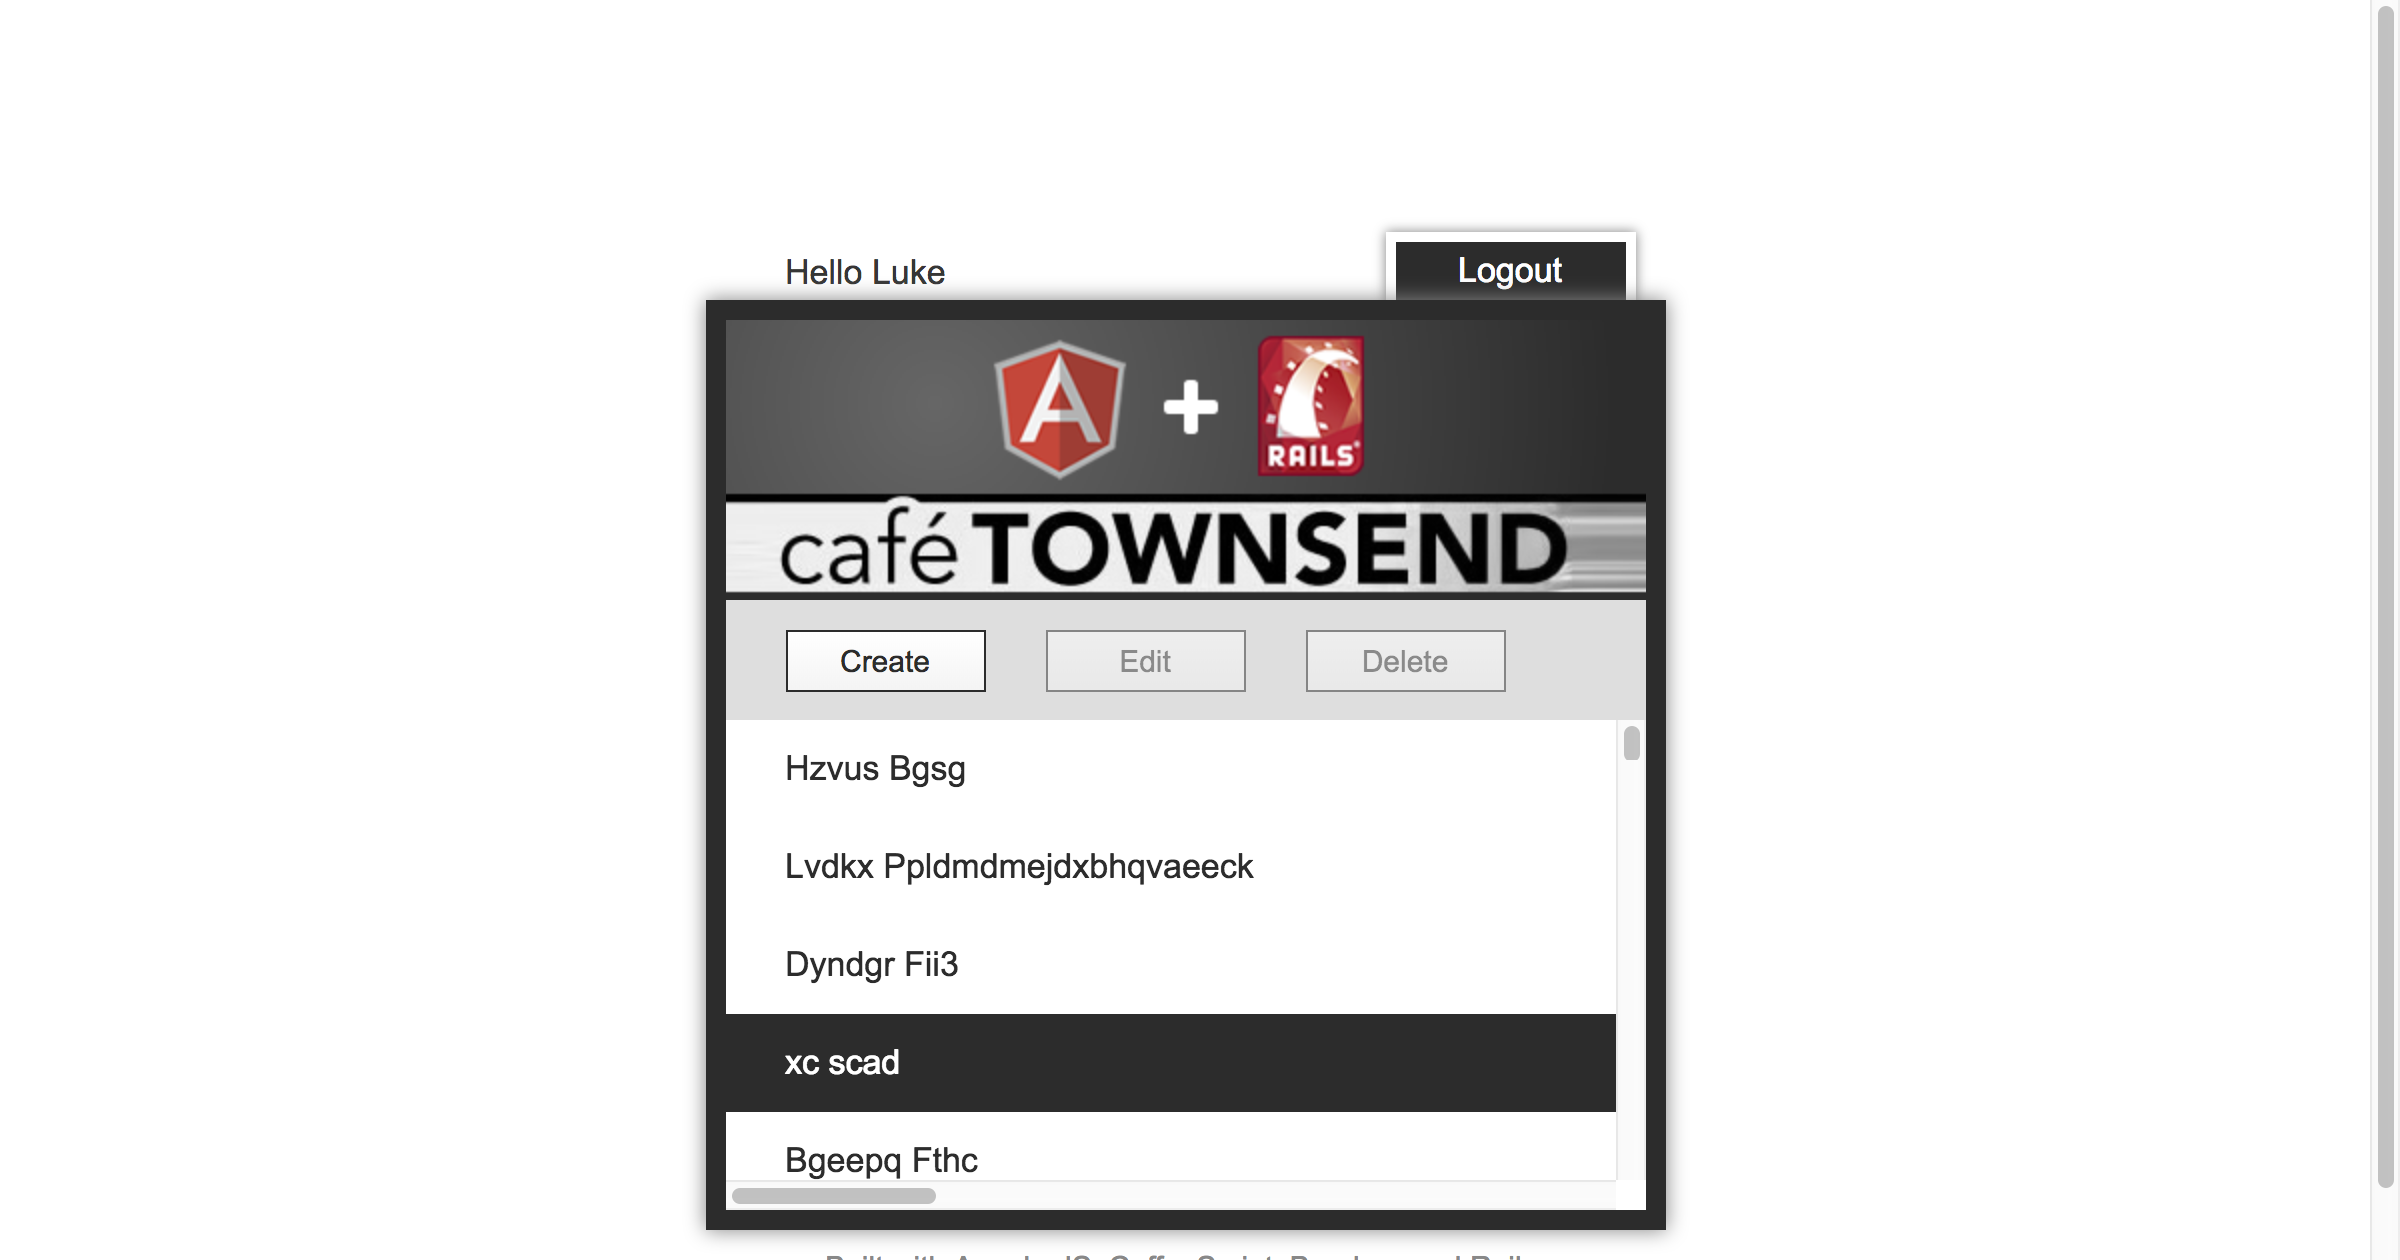 Hello Luke
Logout
RAILS
café TOWNSEND
Create
Edit
Delete
Hzvus Bgsg
Lvdkx Ppldmdmejdxbhqvaeeck
Dyndgr Fii3
xc scad
Bgeepq Fthc